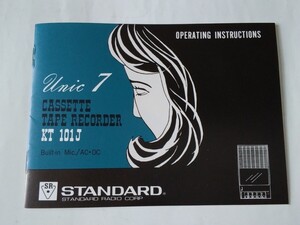 OPERATING INSTRUCTIONS
Unic 7
CASSETTE
TAPE RECORDER
KT 101J
Built-in Mic./AC•DC
SR
STANDARD®
STANDARD RADIO CORP.